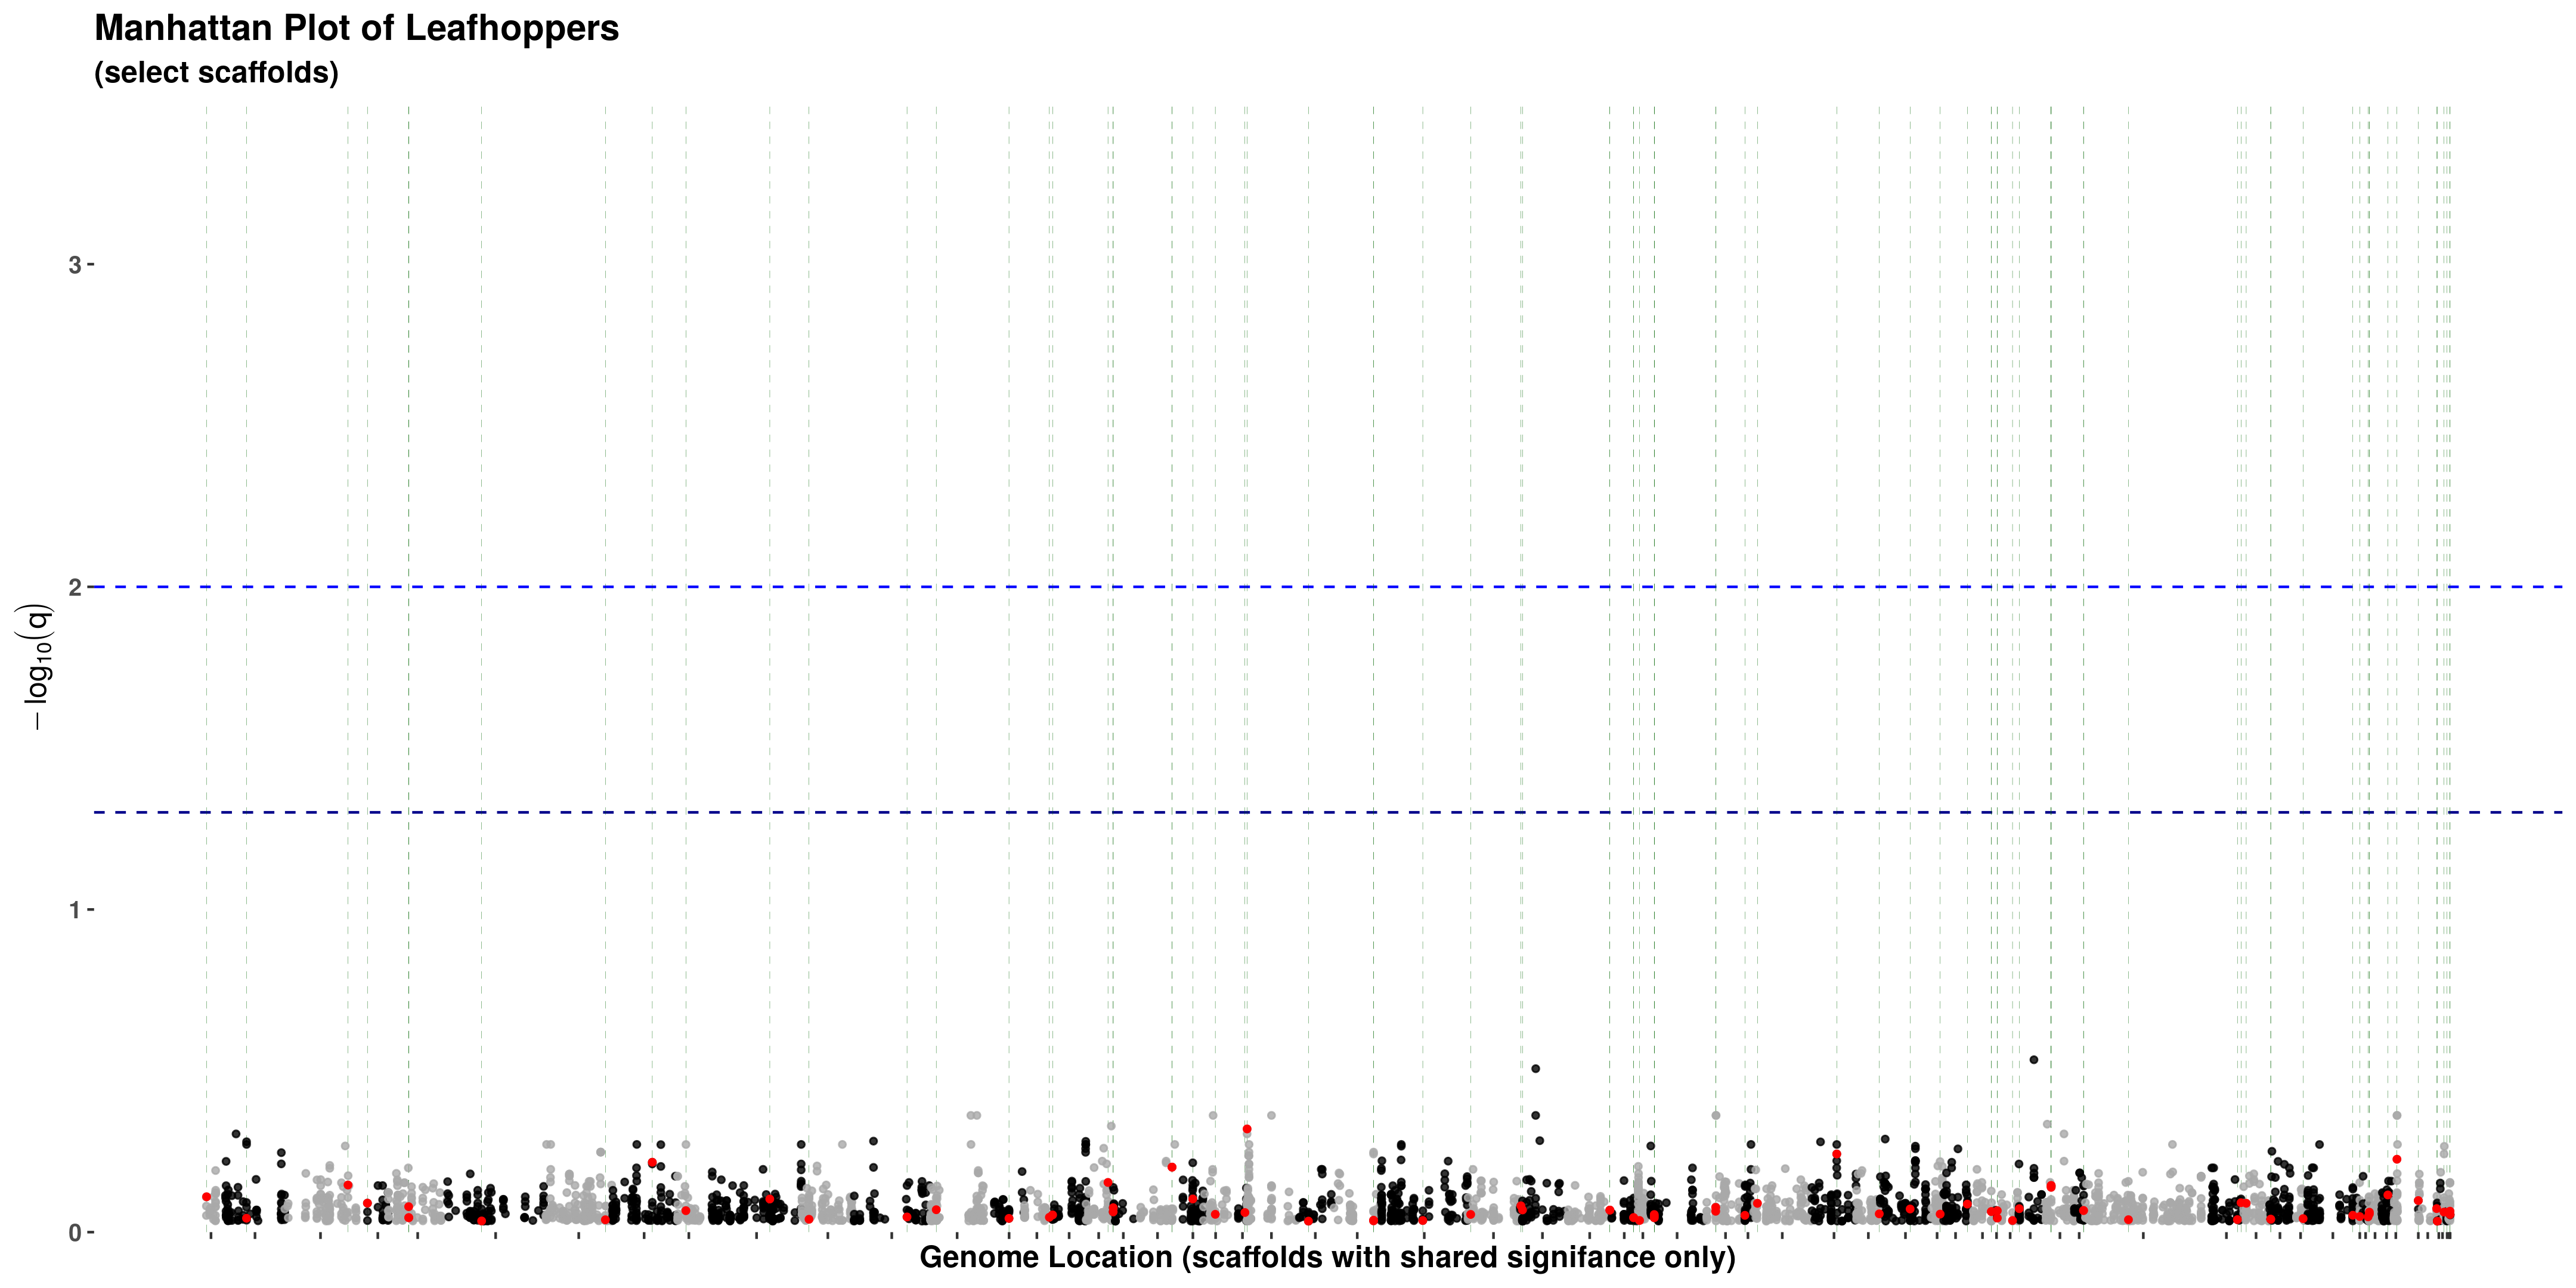 Manhattan Plot of Leafhoppers
(select scaffolds)
3
2
1
0
−log10(q)
Genome Location (scaffolds with shared signifance only)